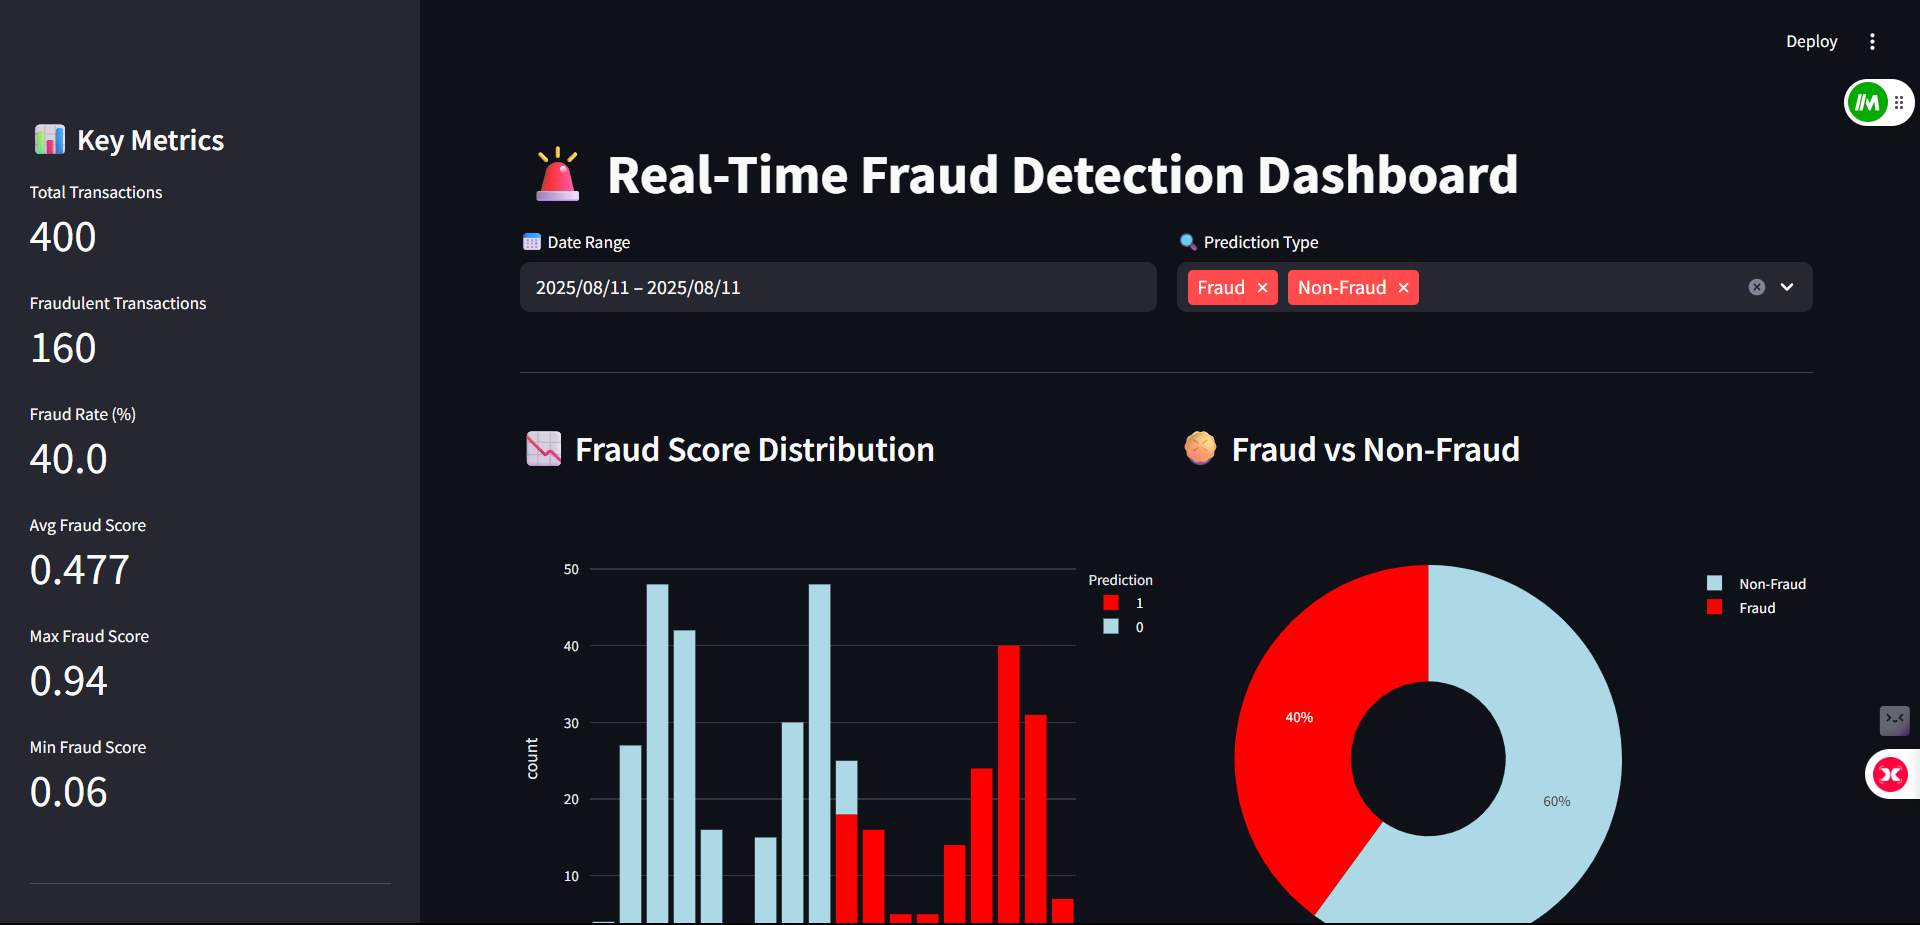 Deploy
Key Metrics
Total Transactions
400
Fraudulent Transactions
160
Fraud Rate (%)
40.0
Avg Fraud Score
0.477
Max Fraud Score
0.94
Min Fraud Score
0.06
Real-Time Fraud Detection Dashboard
Date Range
2025/08/11 – 2025/08/11
Prediction Type
Fraud
Non-Fraud
Fraud Score Distribution
50
40
30
20
10
count
Prediction
1
0
Fraud vs Non-Fraud
40%
60%
Non-Fraud
Fraud